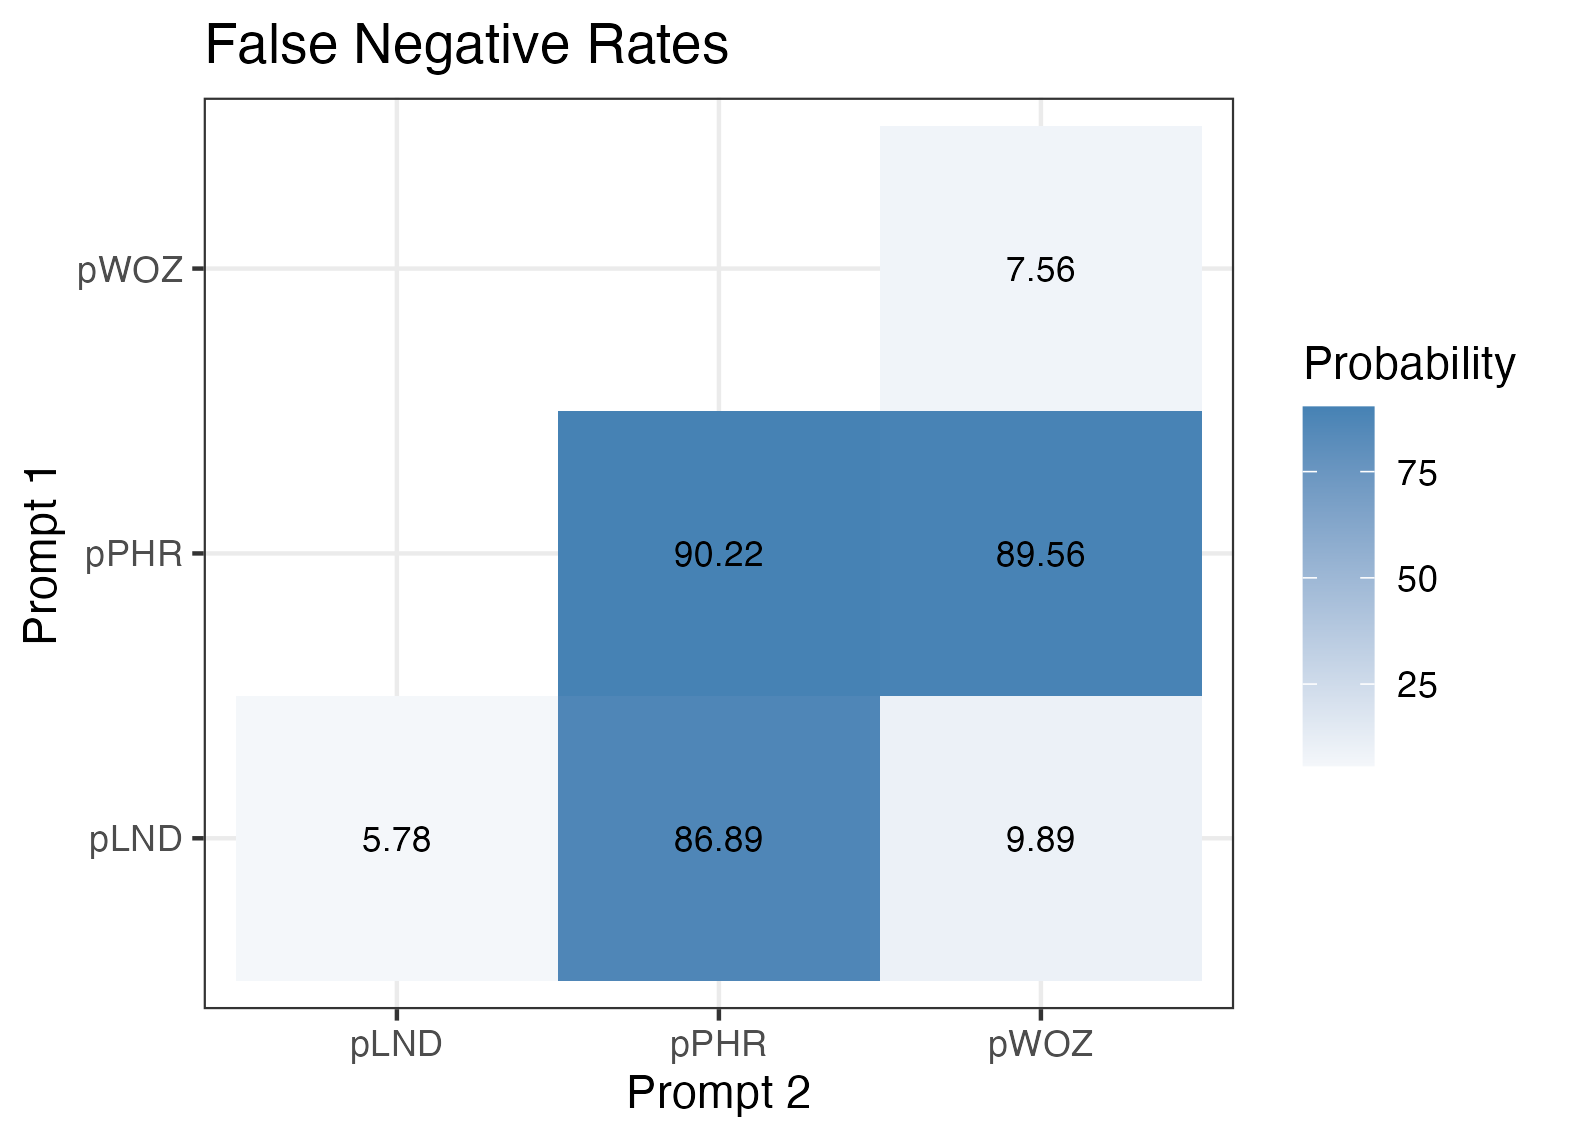 False Negative Rates
Prompt 1
pWOZ
pPHR
pLND
7.56
90.22 89.56
5.78 86.89 9.89
pLND pPHR pWOZ
Prompt 2
Probability
75
50
25